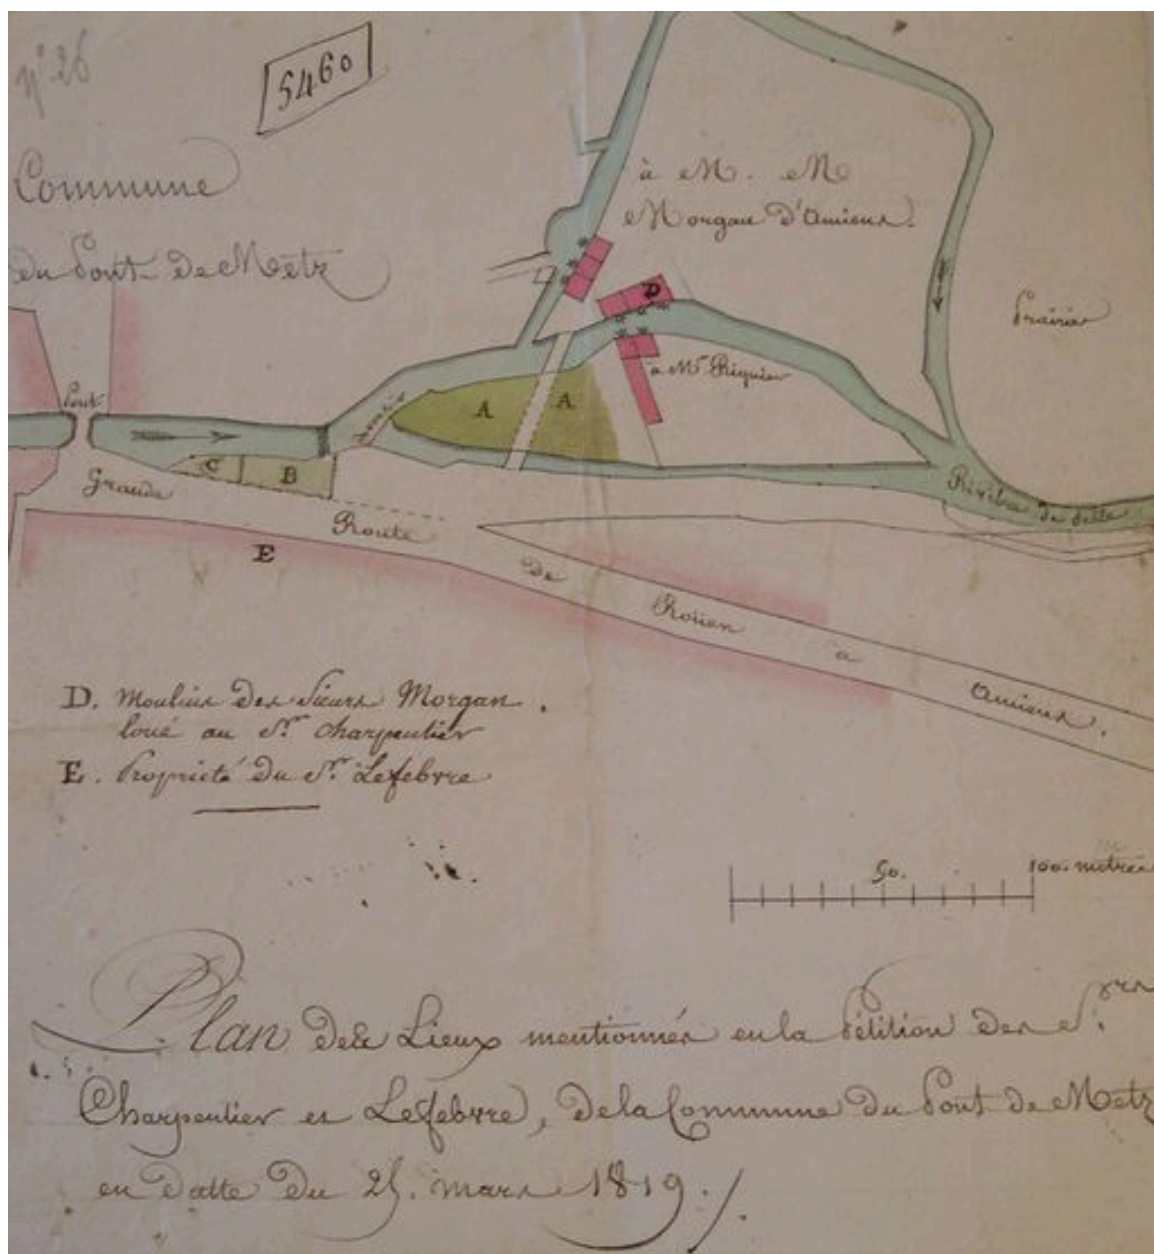 n° 26
5460
Commune
du Pont de Metz
à M. M
Morgan d'Amiens.
Prairie
D
à Mr. Riquier
Pont
A
A
C
B
Grande
Route
de
Rouen
à
Amiens.
Rivière de Selle
E
D. Moulins des Sieurs Morgan.
loué au Sr. Charpentier
E. Propriété du Sr. Lefebvre
50.
100. mètres
Plan des Lieux mentionnés en la Pétition des Srs.
Charpentier et Lefebvre, de la Commune du Pont de Metz
en datte du 25. mars 1819./.